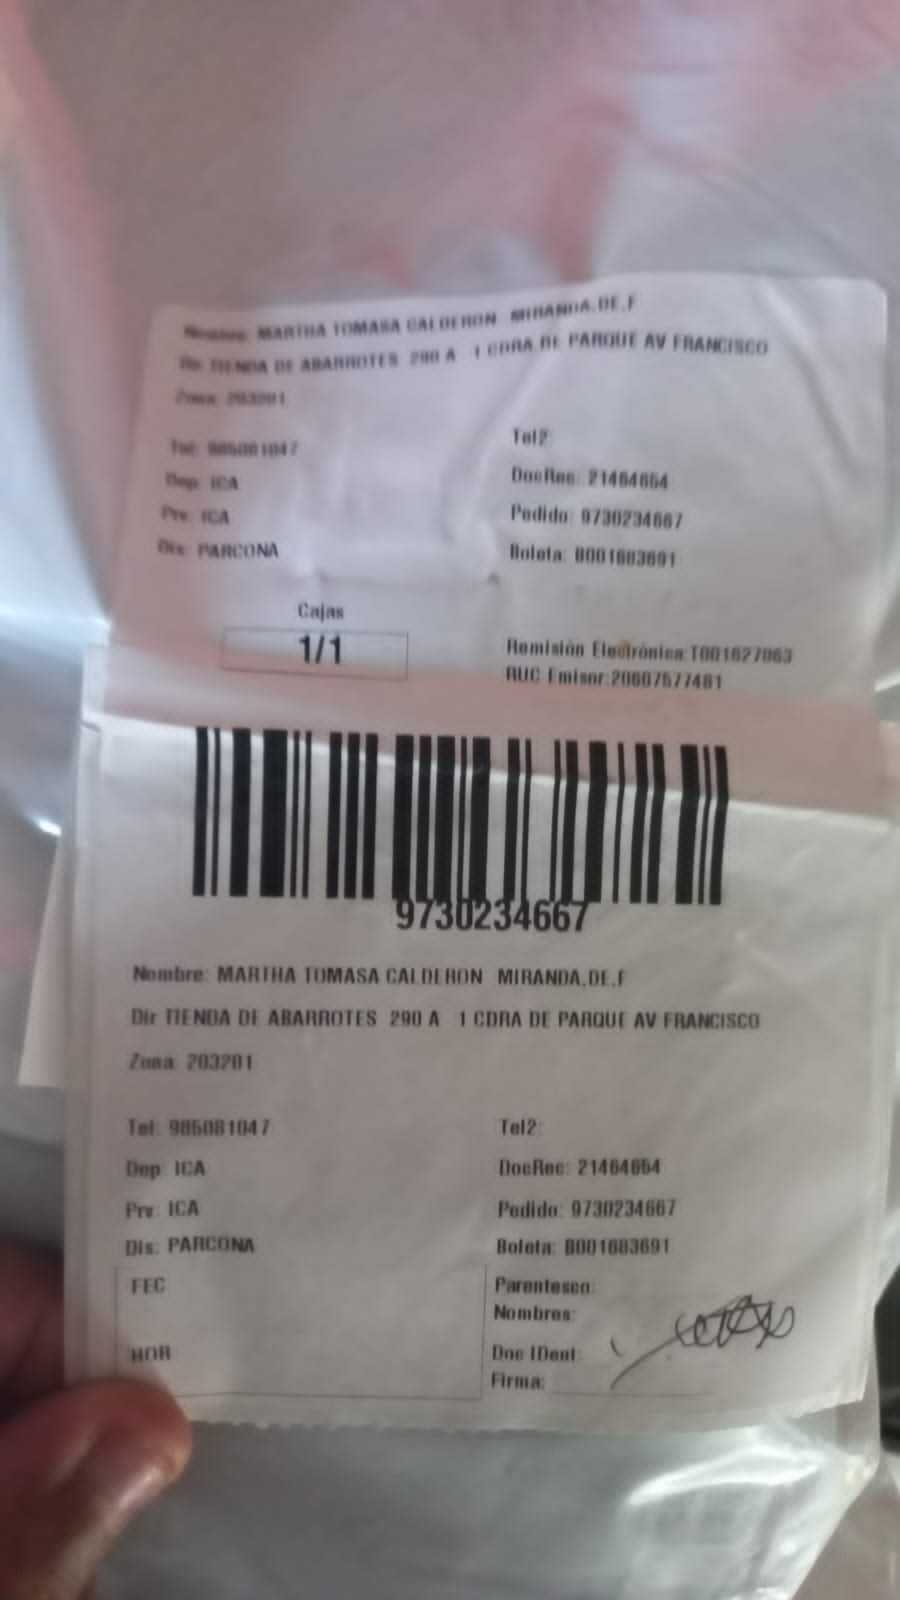 Nombre: MARTHA TOMASA CALDERON MIRANDA.DE.F
Dir TIENDA DE ABARROTES 290 A 1 CDRA DE PARQUE AV FRANCISCO
Zona: 203201
Tel: 985081047 Tel2:
Dep: ICA DocRec: 21464654
Prv: ICA Pedido: 9730234667
Dis: PARCONA Boleta: B001683691
Cajas
1/1
Remisión Electrónica:T001627063
RUC Emisor:20607577481
9730234667
Nombre: MARTHA TOMASA CALDERON MIRANDA.DE.F
Dir TIENDA DE ABARROTES 290 A 1 CDRA DE PARQUE AV FRANCISCO
Zona: 203201
Tel: 985081047 Tel2:
Dep: ICA DocRec: 21464654
Prv: ICA Pedido: 9730234667
Dis: PARCONA Boleta: B001683691
FEC Parentesco:
Nombres:
HOR Doc IDent:
Firma: